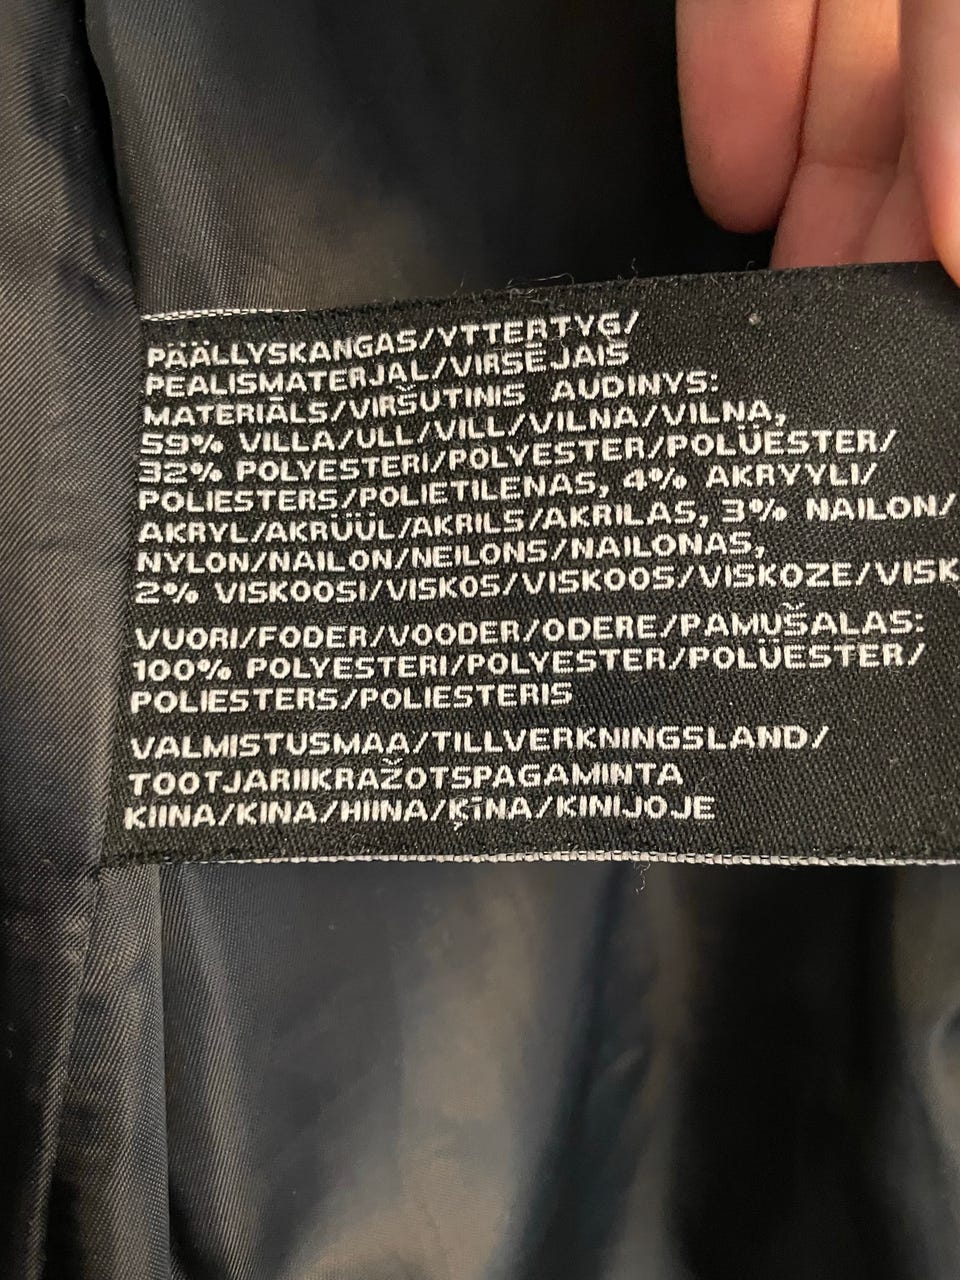 PÄÄLLYSKANGAS/YTTERTYG/
PEALISMATERJAL/VIRSĒJAIS
MATERIĀLS/VIRŠUTINIS AUDINYS:
59% VILLA/ULL/VILL/VILNA/VILNA,
32% POLYESTERI/POLYESTER/POLÜESTER/
POLIESTERS/POLIETILENAS, 4% AKRYYLI/
AKRYL/AKRÜÜL/AKRILS/AKRILAS, 3% NAILON/
NYLON/NAILON/NEILONS/NAILONAS,
2% VISKOOSI/VISKOS/VISKOOS/VISKOZE/VISK
VUORI/FODER/VOODER/ODERE/PAMUŠALAS:
100% POLYESTERI/POLYESTER/POLÜESTER/
POLIESTERS/POLIESTERIS
VALMISTUSMAA/TILLVERKNINGSLAND/
TOOTJARIIKRAŽOTSPAGAMINTA
KIINA/KINA/HIINA/ĶĪNA/KINIJOJE